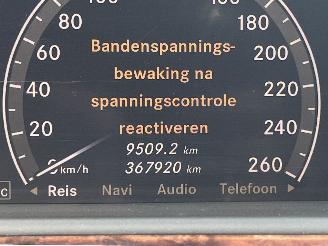 80 180
Bandenspannings-
60 200
bewaking na
40 220
spanningscontrole
20 240
reactiveren
9509.2 km
0 km/h 367920 km 260
C ◄ Reis Navi Audio Telefoon ►